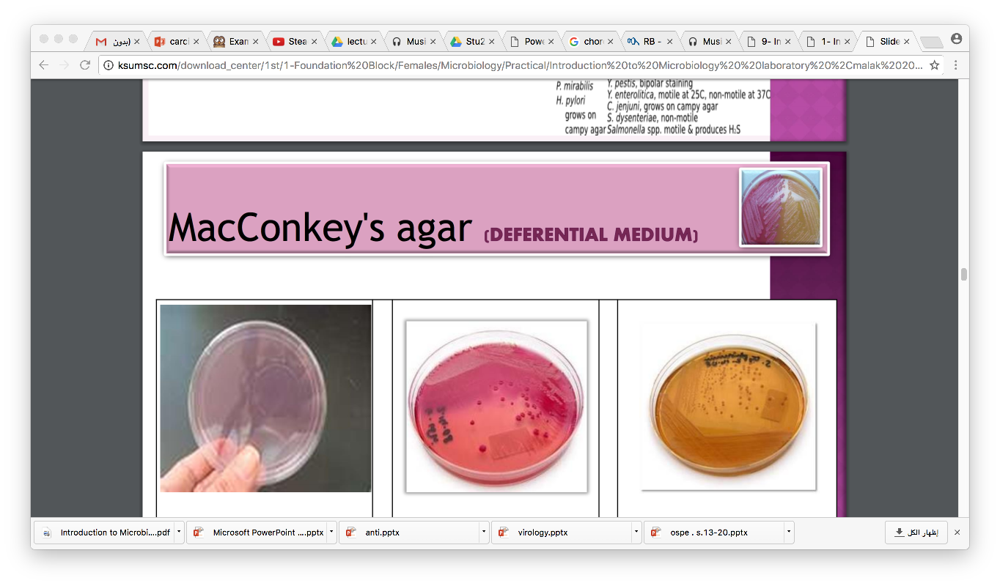 (بدون
carci
Exan
Stea
lectu
Musi
Stu2
Powe
chor
RB -
Musi
9- In
1- In
Slide
ksumsc.com/download_center/1st/1-Foundation%20Block/Females/Microbiology/Practical/Introduction%20to%20Microbiology%20%20laboratory%20%2Cmalak%2020...
P. mirabilis
H. pylori
grows on
campy agar
Y. pestis, bipolar staining
Y. enterolitica, motile at 25C, non-motile at 37C
C. jenjuni, grows on campy agar
S. dysenteriae, non-motile
Salmonella spp. motile & produces H₂S
MacConkey's agar (DEFERENTIAL MEDIUM)
Introduction to Microbi....pdf
Microsoft PowerPoint ....pptx
anti.pptx
virology.pptx
ospe . s.13-20.pptx
إظهار الكل